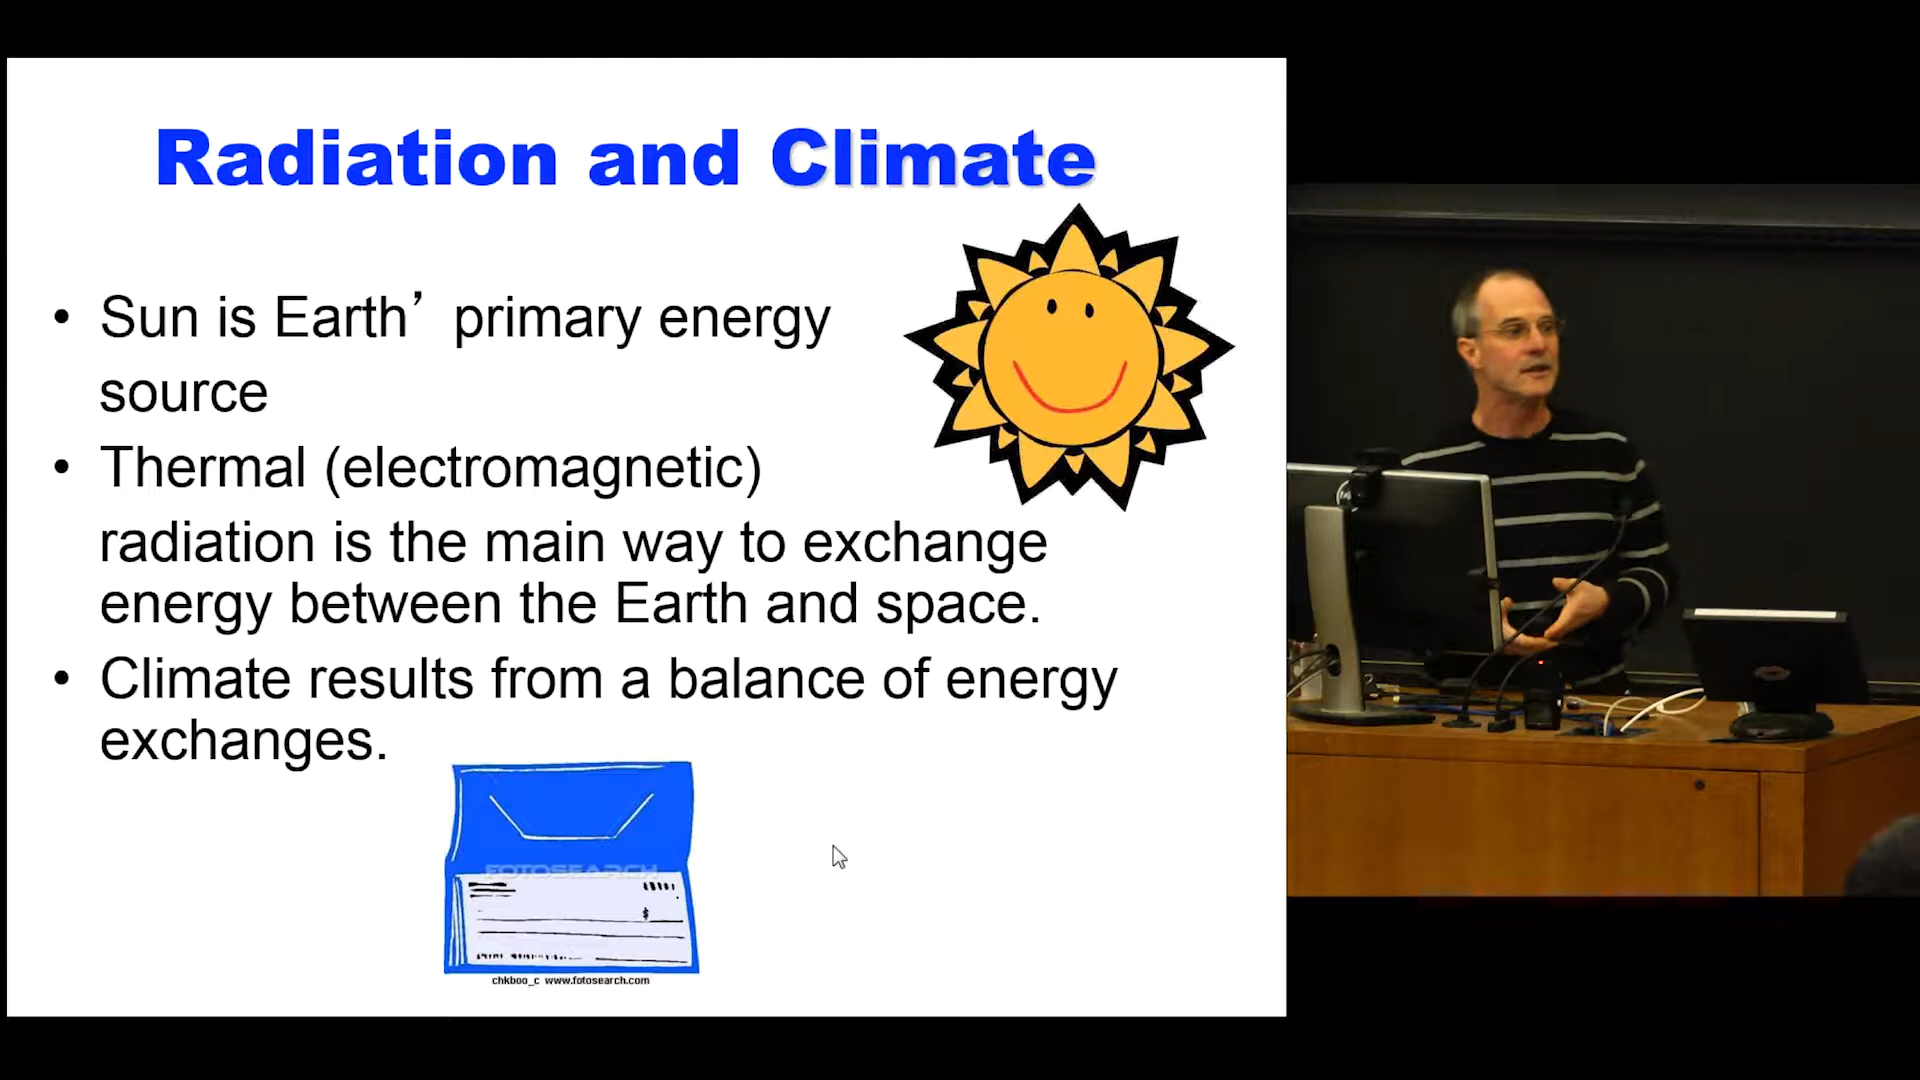 Radiation and Climate
• Sun is Earth’ primary energy
source
• Thermal (electromagnetic)
radiation is the main way to exchange
energy between the Earth and space.
• Climate results from a balance of energy
exchanges.
FOTOSEARCH
$
chkboo_c www.fotosearch.com